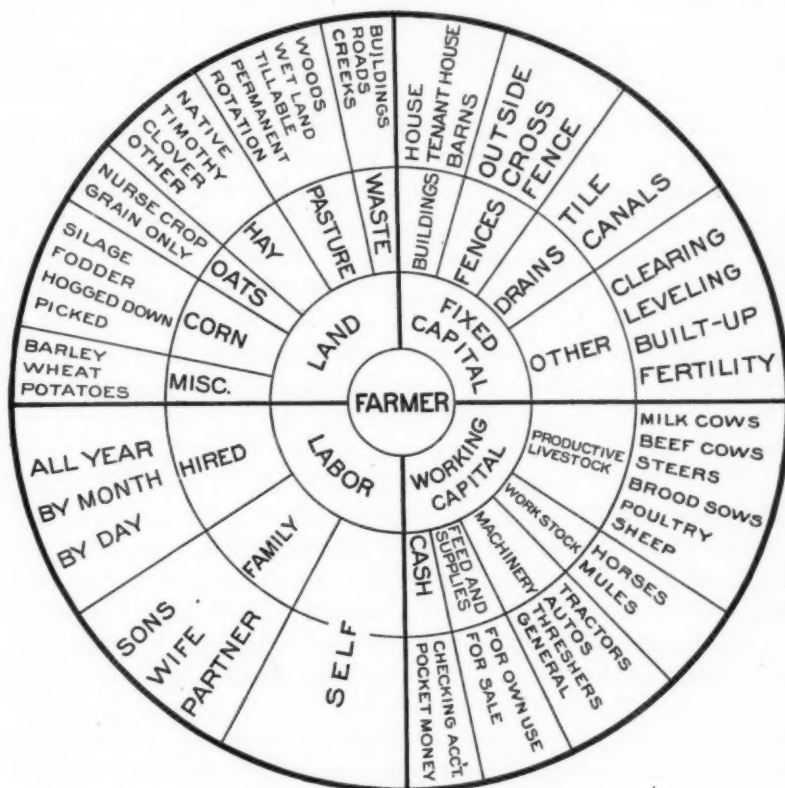 FARMER
LAND
WASTE
BUILDINGS
ROADS
CREEKS
PASTURE
WOODS
WET LAND
TILLABLE
PERMANENT
ROTATION
HAY
NATIVE
TIMOTHY
CLOVER
OTHER
OATS
NURSE CROP
GRAIN ONLY
CORN
SILAGE
FODDER
HOGGED DOWN
PICKED
MISC.
BARLEY
WHEAT
POTATOES
FIXED
CAPITAL
BUILDINGS
HOUSE
TENANT HOUSE
BARNS
FENCES
OUTSIDE
CROSS
FENCE
DRAINS
TILE
CANALS
OTHER
CLEARING
LEVELING
BUILT-UP
FERTILITY
WORKING
CAPITAL
PRODUCTIVE
LIVESTOCK
MILK COWS
BEEF COWS
STEERS
BROOD SOWS
POULTRY
SHEEP
WORK STOCK
HORSES
MULES
MACHINERY
TRACTORS
AUTOS
THRESHERS
GENERAL
FEED AND
SUPPLIES
FOR OWN USE
FOR SALE
CASH
CHECKING ACC'T.
POCKET MONEY
LABOR
HIRED
ALL YEAR
BY MONTH
BY DAY
FAMILY
SONS
WIFE
PARTNER
SELF